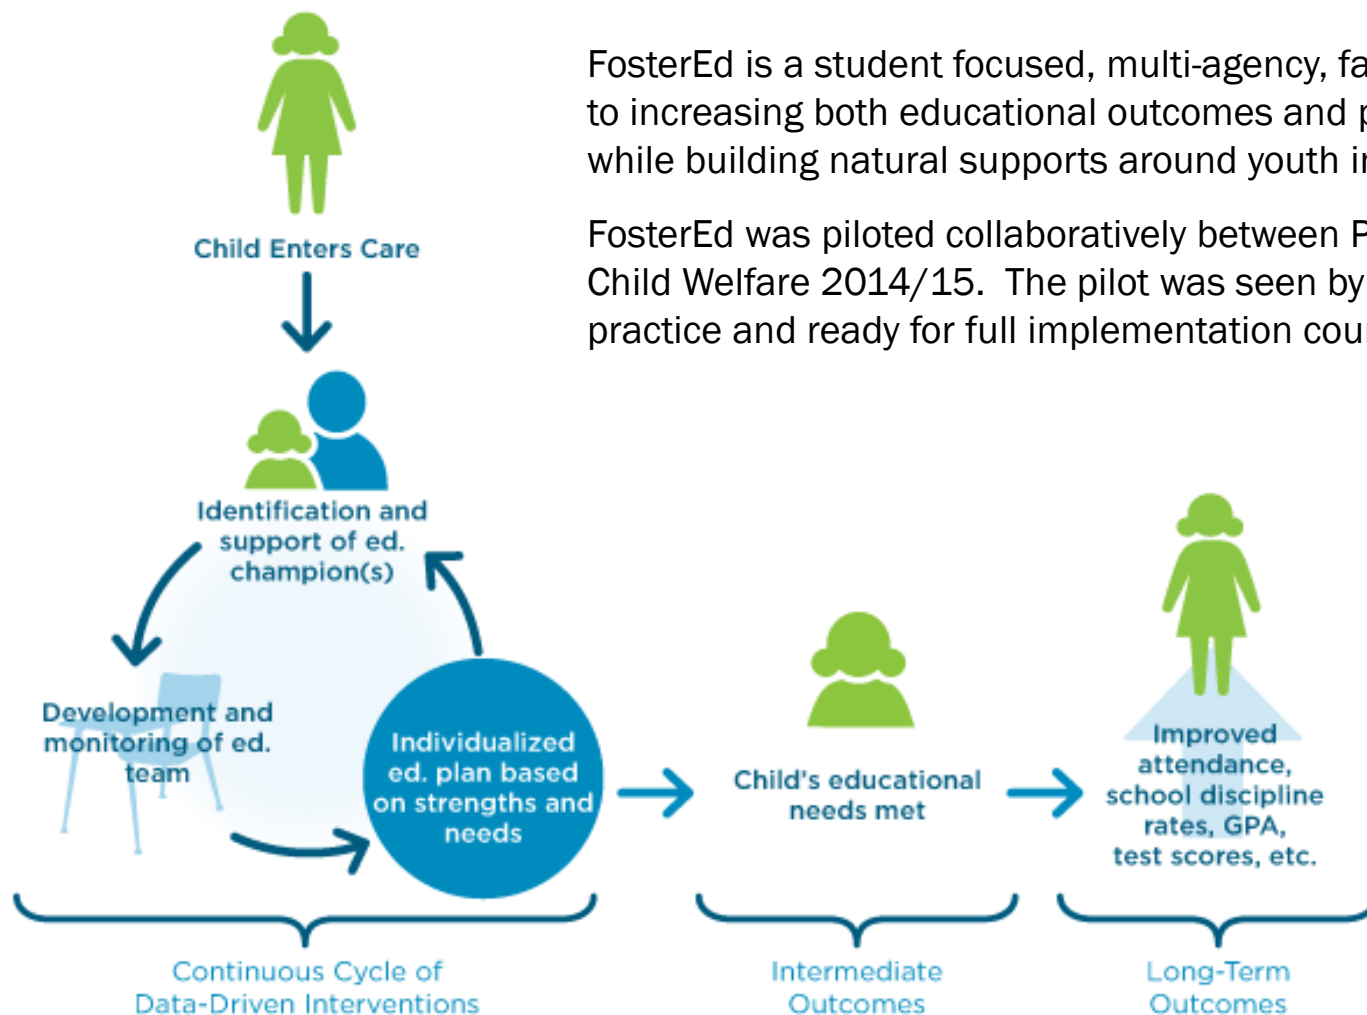 FosterEd is a student focused, multi-agency,
to increasing both educational outcomes and
while building natural supports around youth
FosterEd was piloted collaboratively between
Child Welfare 2014/15. The pilot was seen by
practice and ready for full implementation
Child Enters Care
Identification and
support of ed.
champion(s)
Development and
monitoring of ed.
team
Individualized
ed. plan based
on strengths and
needs
Child's educational
needs met
Improved
attendance,
school discipline
rates, GPA,
test scores, etc.
Continuous Cycle of
Data-Driven Interventions
Intermediate
Outcomes
Long-Term
Outcomes